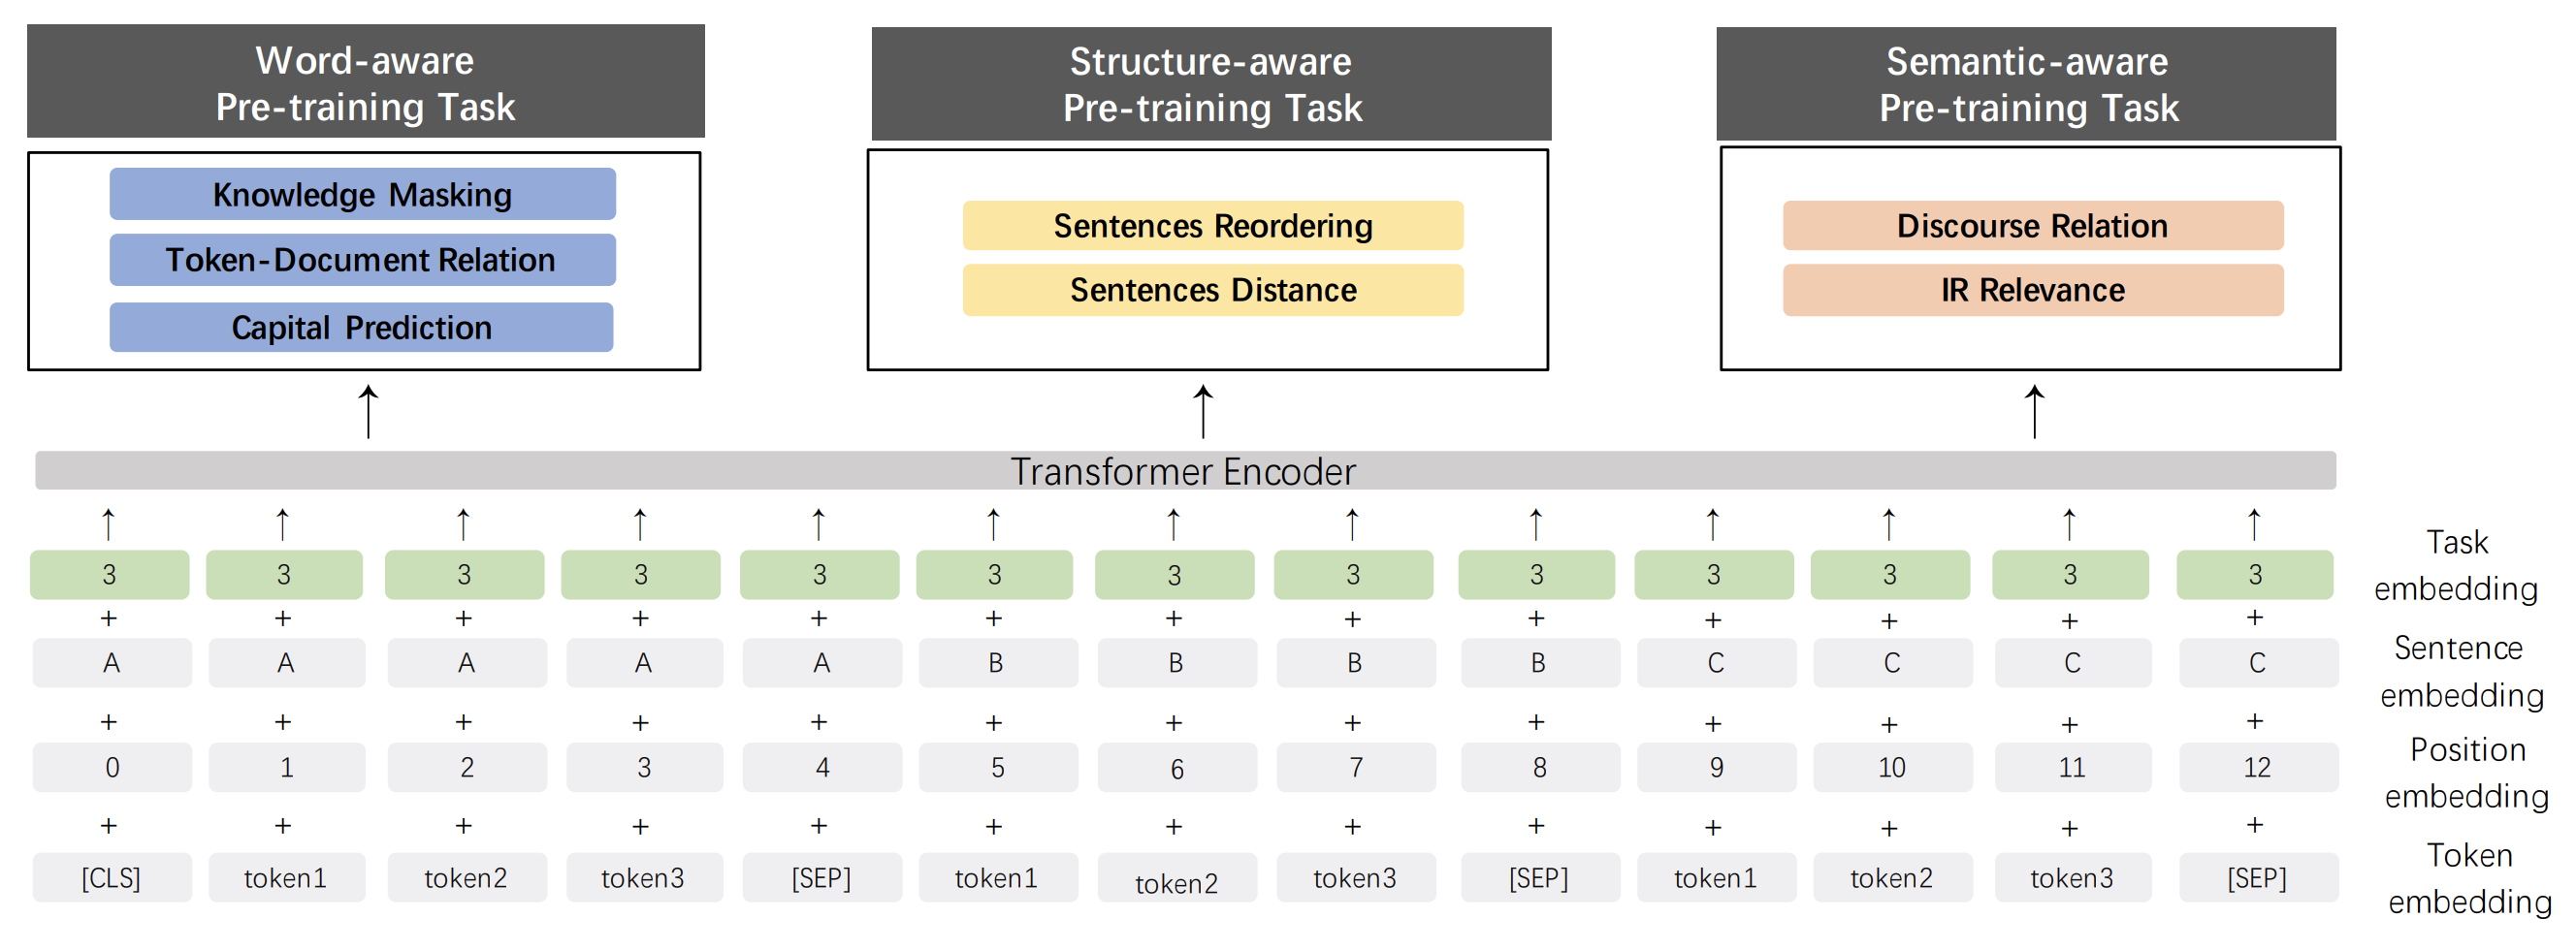 Word-aware
Pre-training Task
Structure-aware
Pre-training Task
Semantic-aware
Pre-training Task
Knowledge Masking
Token-Document Relation
Capital Prediction
Sentences Reordering
Sentences Distance
Discourse Relation
IR Relevance
Transformer Encoder
3 3 3 3 3 3 3 3 3 3 3 3 3
Task
embedding
+ + + + + + + + + + + + +
A A A A A B B B B C C C C
Sentence
embedding
+ + + + + + + + + + + + +
0 1 2 3 4 5 6 7 8 9 10 11 12
Position
embedding
+ + + + + + + + + + + + +
[CLS] token1 token2 token3 [SEP] token1 token2 token3 [SEP] token1 token2 token3 [SEP]
Token
embedding